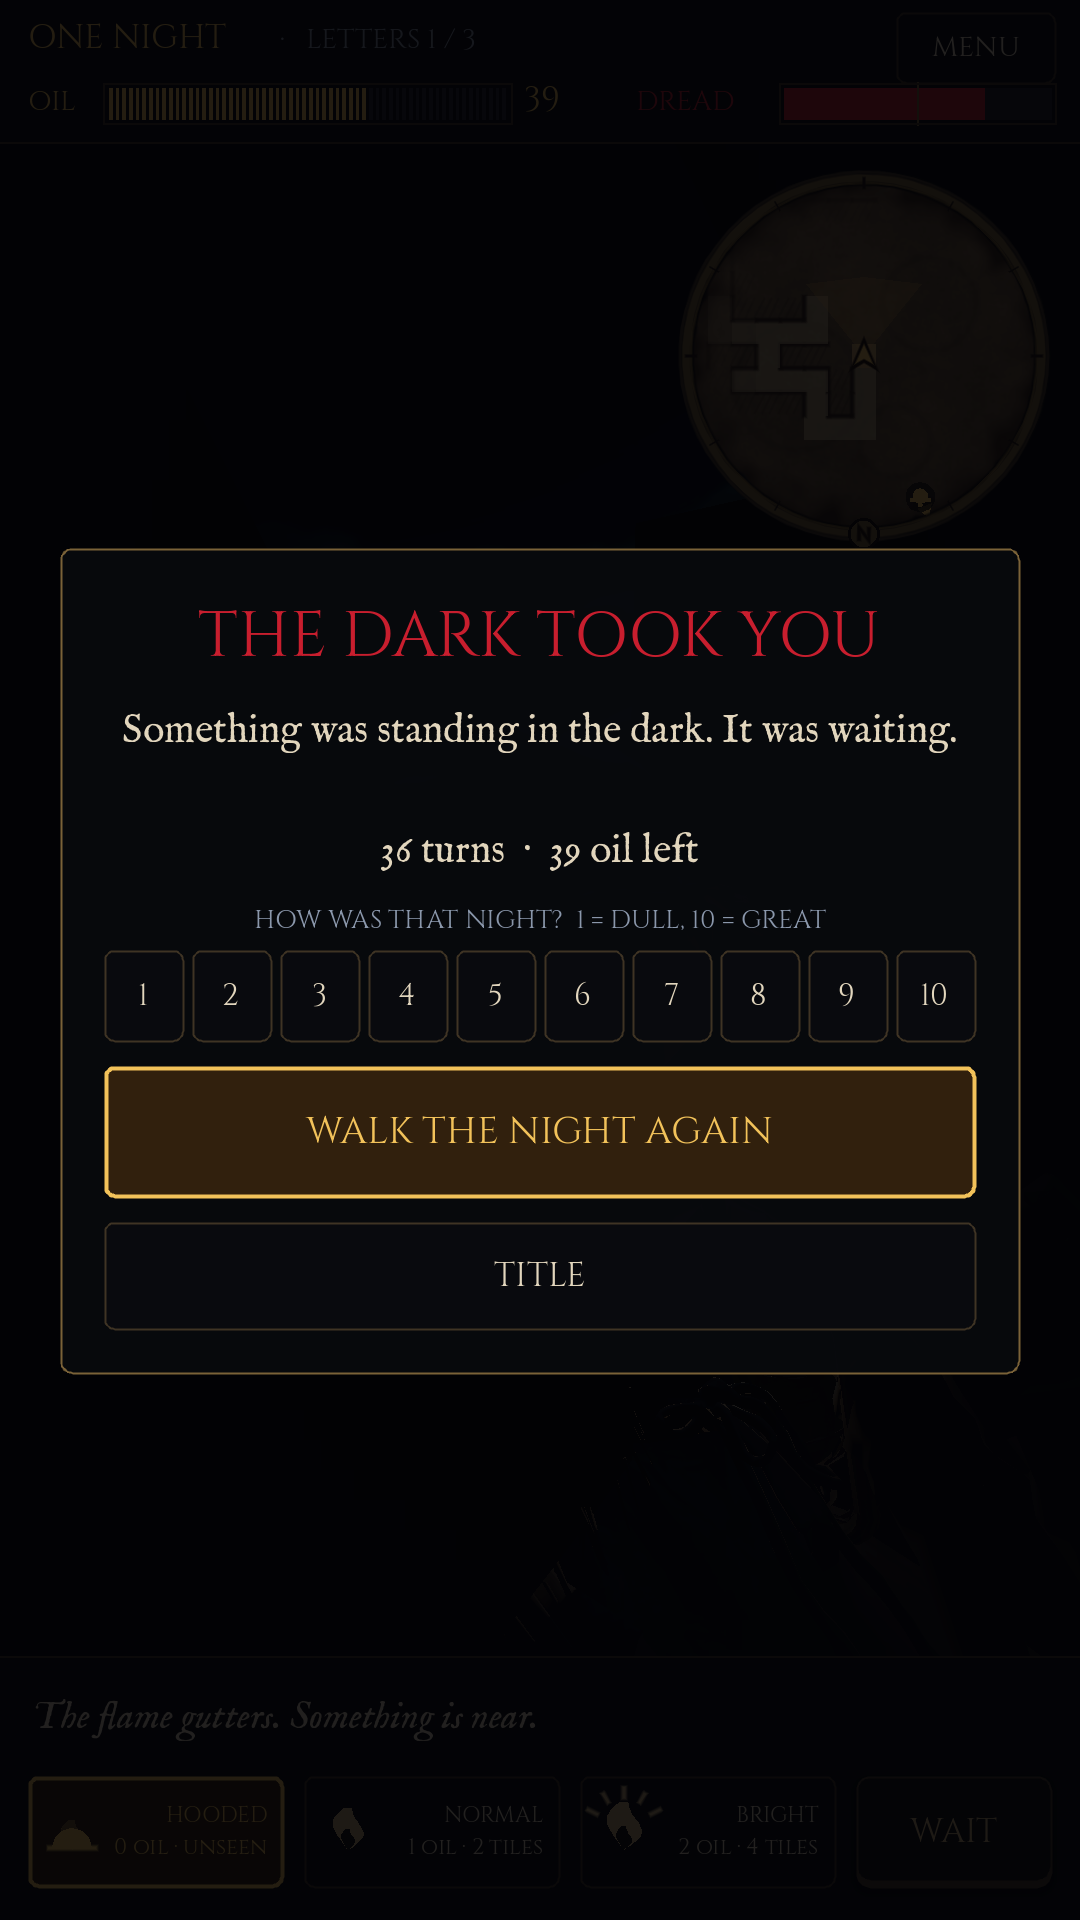 ONE NIGHT · LETTERS 1 / 3
MENU
OIL 39 DREAD
N
THE DARK TOOK YOU
Something was standing in the dark. It was waiting.
36 turns · 39 oil left
HOW WAS THAT NIGHT? 1 = DULL, 10 = GREAT
1 2 3 4 5 6 7 8 9 10
WALK THE NIGHT AGAIN
TITLE
The flame gutters. Something is near.
HOODED
0 OIL · UNSEEN
NORMAL
1 OIL · 2 TILES
BRIGHT
2 OIL · 4 TILES
WAIT